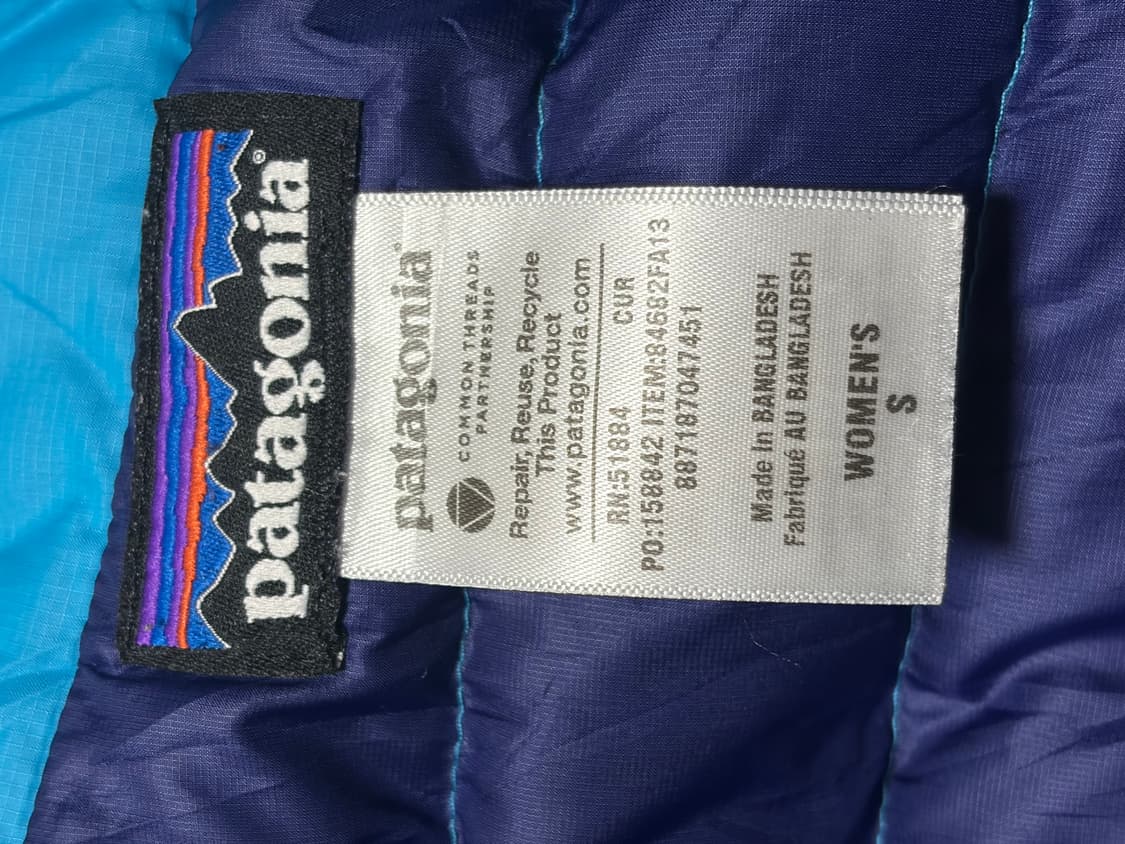 patagonia®
patagonia®
COMMON THREADS
PARTNERSHIP
Repair, Reuse, Recycle
This Product
www.patagonia.com
RN:51884 CUR
PO:158842 ITEM:84682FA13
887187047451
Made In BANGLADESH
Fabriqué AU BANGLADESH
WOMEN'S
S